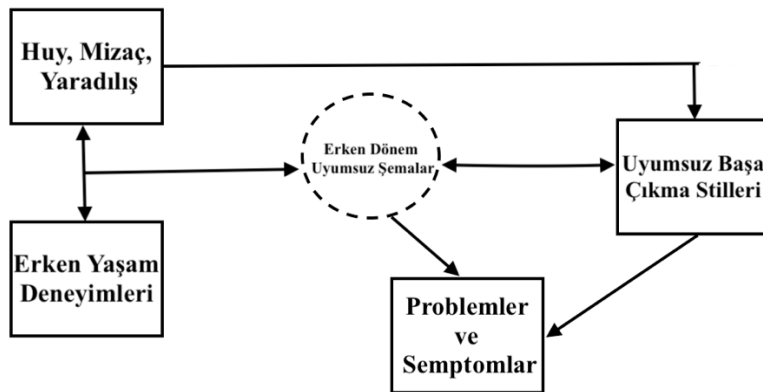 Huy, Mizaç,
Yaradılış
Erken Dönem
Uyumsuz Şemalar
Uyumsuz Başa
Çıkma Stilleri
Erken Yaşam
Deneyimleri
Problemler
ve
Semptomlar